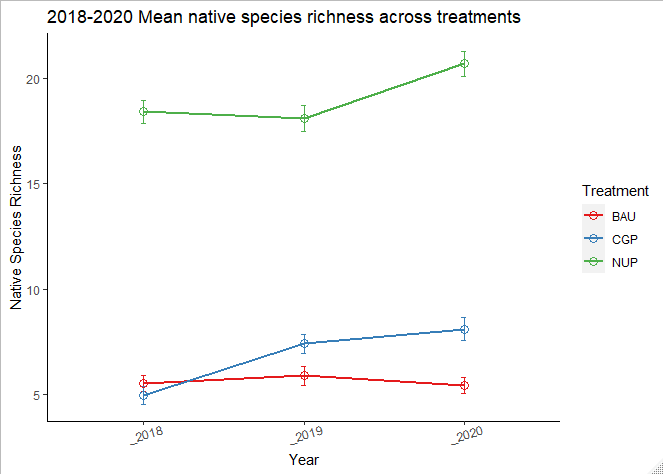 2018-2020 Mean native species richness across treatments
Native Species Richness
20
15
10
5
_2018
_2019
_2020
Year
Treatment
BAU
CGP
NUP